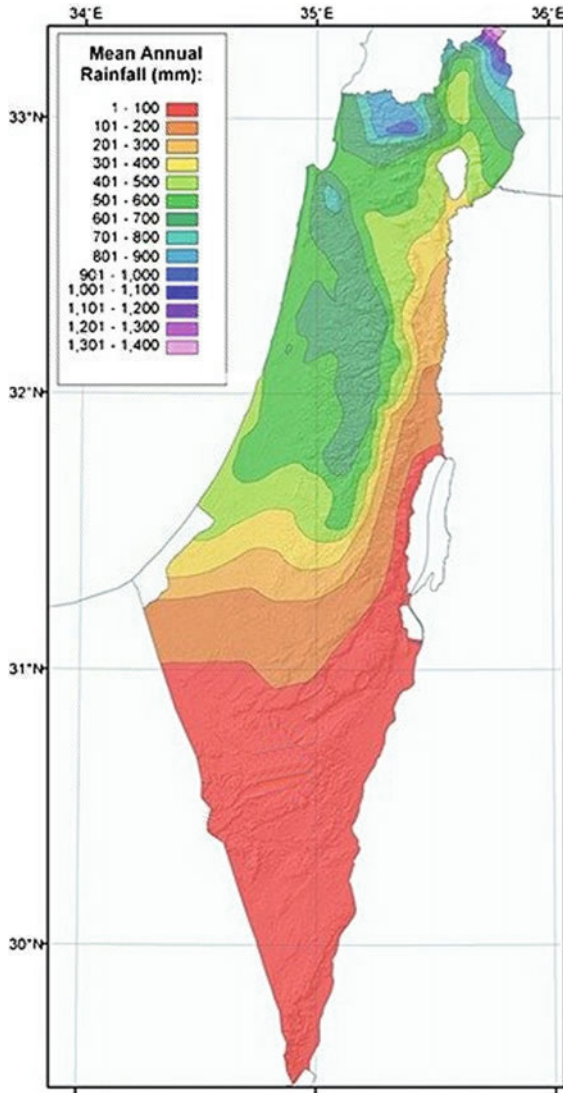 34°E 35°E 36°E
Mean Annual
Rainfall (mm):
1 - 100
101 - 200
201 - 300
301 - 400
401 - 500
501 - 600
601 - 700
701 - 800
801 - 900
901 - 1,000
1,001 - 1,100
1,101 - 1,200
1,201 - 1,300
1,301 - 1,400
33°N
32°N
31°N
30°N